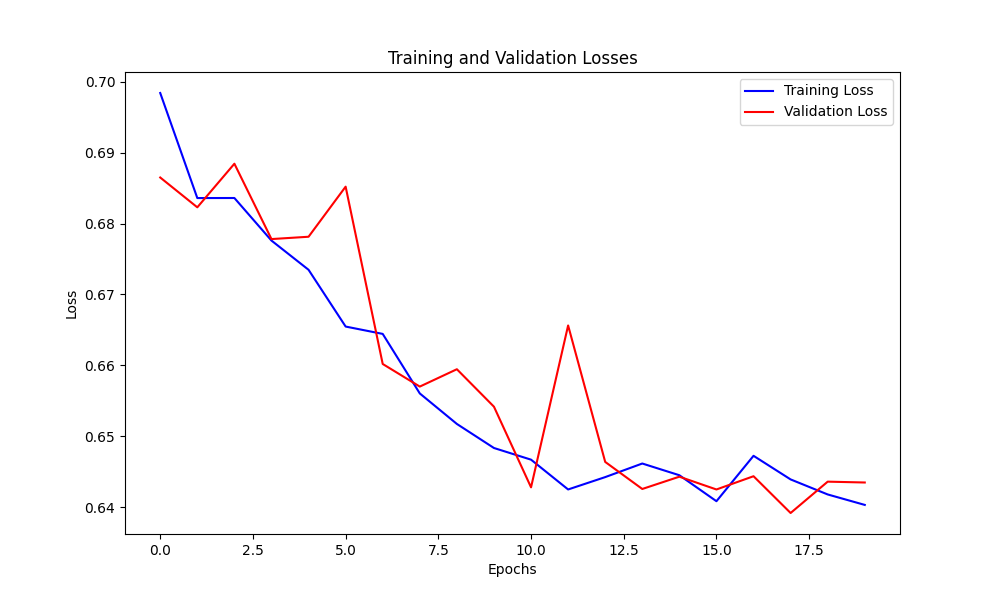 Training and Validation Losses
Training Loss
Validation Loss
0.70
0.69
0.68
0.67
0.66
0.65
0.64
Loss
0.0 2.5 5.0 7.5 10.0 12.5 15.0 17.5
Epochs